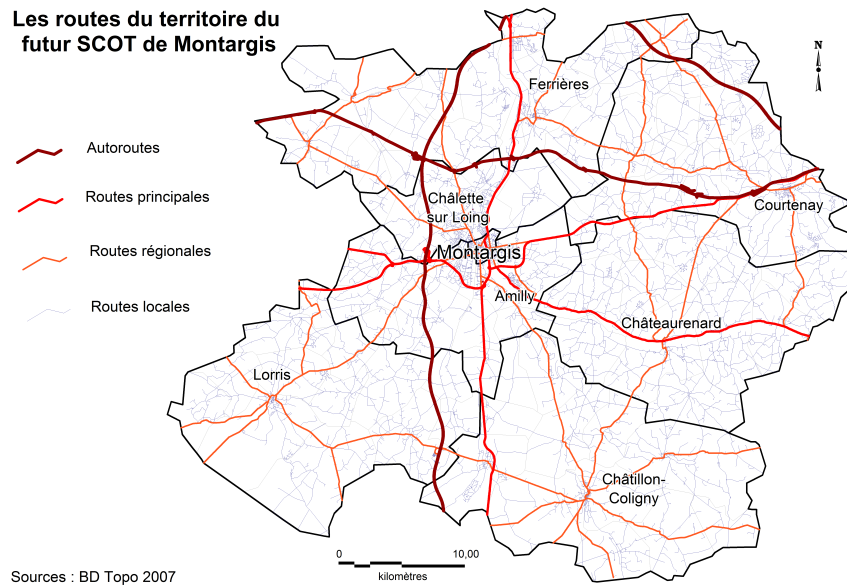 Les routes du territoire du
futur SCOT de Montargis
N
Ferrières
Autoroutes
Routes principales
Châlette
sur Loing
Courtenay
Routes régionales
Montargis
Amilly
Routes locales
Châteaurenard
Lorris
Châtillon-
Coligny
0 10,00
kilomètres
Sources : BD Topo 2007